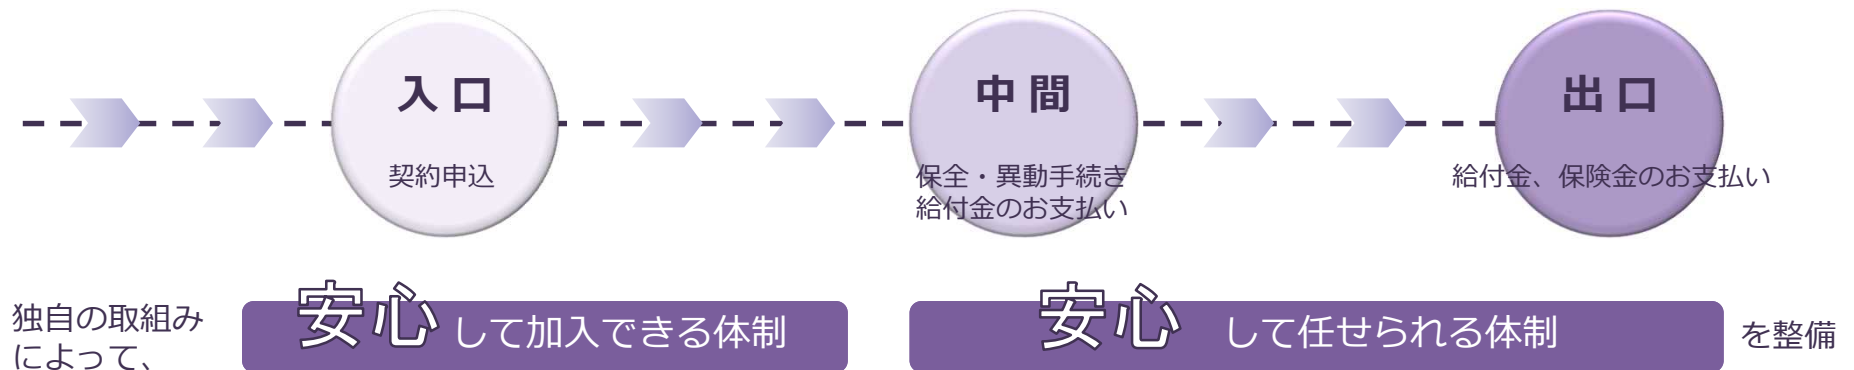 入口
契約申込
中間
保全・異動手続き
給付金のお支払い
出口
給付金、保険金のお支払い
独自の取組み
によって、
安心して加入できる体制
安心 して任せられる体制
を整備